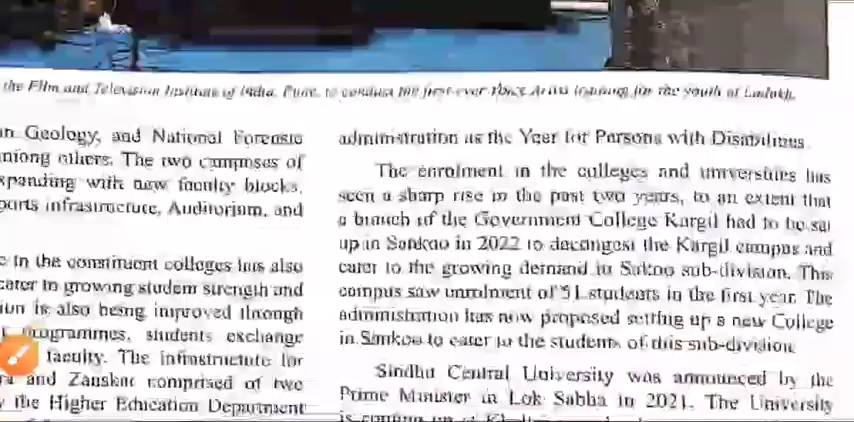 the Film and Television Institute of India, Pune, to conduct the first-ever Voice Artist training for the youth of Ladakh.
in Geology, and National Forensic
among others. The two campuses of
xpanding with new faculty blocks,
ports infrastructure, Auditorium, and
e in the constituent colleges has also
cater to growing student strength and
ion is also being improved through
programmes, students exchange
faculty. The infrastructure for
and Zanskar comprised of two
y the Higher Education Department
administration as the Year for Persons with Disabilities.
The enrolment in the colleges and universities has
seen a sharp rise in the past two years, to an extent that
a branch of the Government College Kargil had to be set
up in Sankoo in 2022 to decongest the Kargil campus and
cater to the growing demand in Sankoo sub-division. This
campus saw enrolment of 51 students in the first year. The
administration has now proposed setting up a new College
in Sankoo to cater to the students of this sub-division.
Sindhu Central University was announced by the
Prime Minister in Lok Sabha in 2021. The University
is coming up at